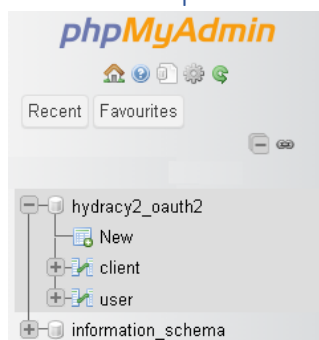 phpMyAdmin
Recent Favourites
hydracy2_oauth2
New
client
user
information_schema